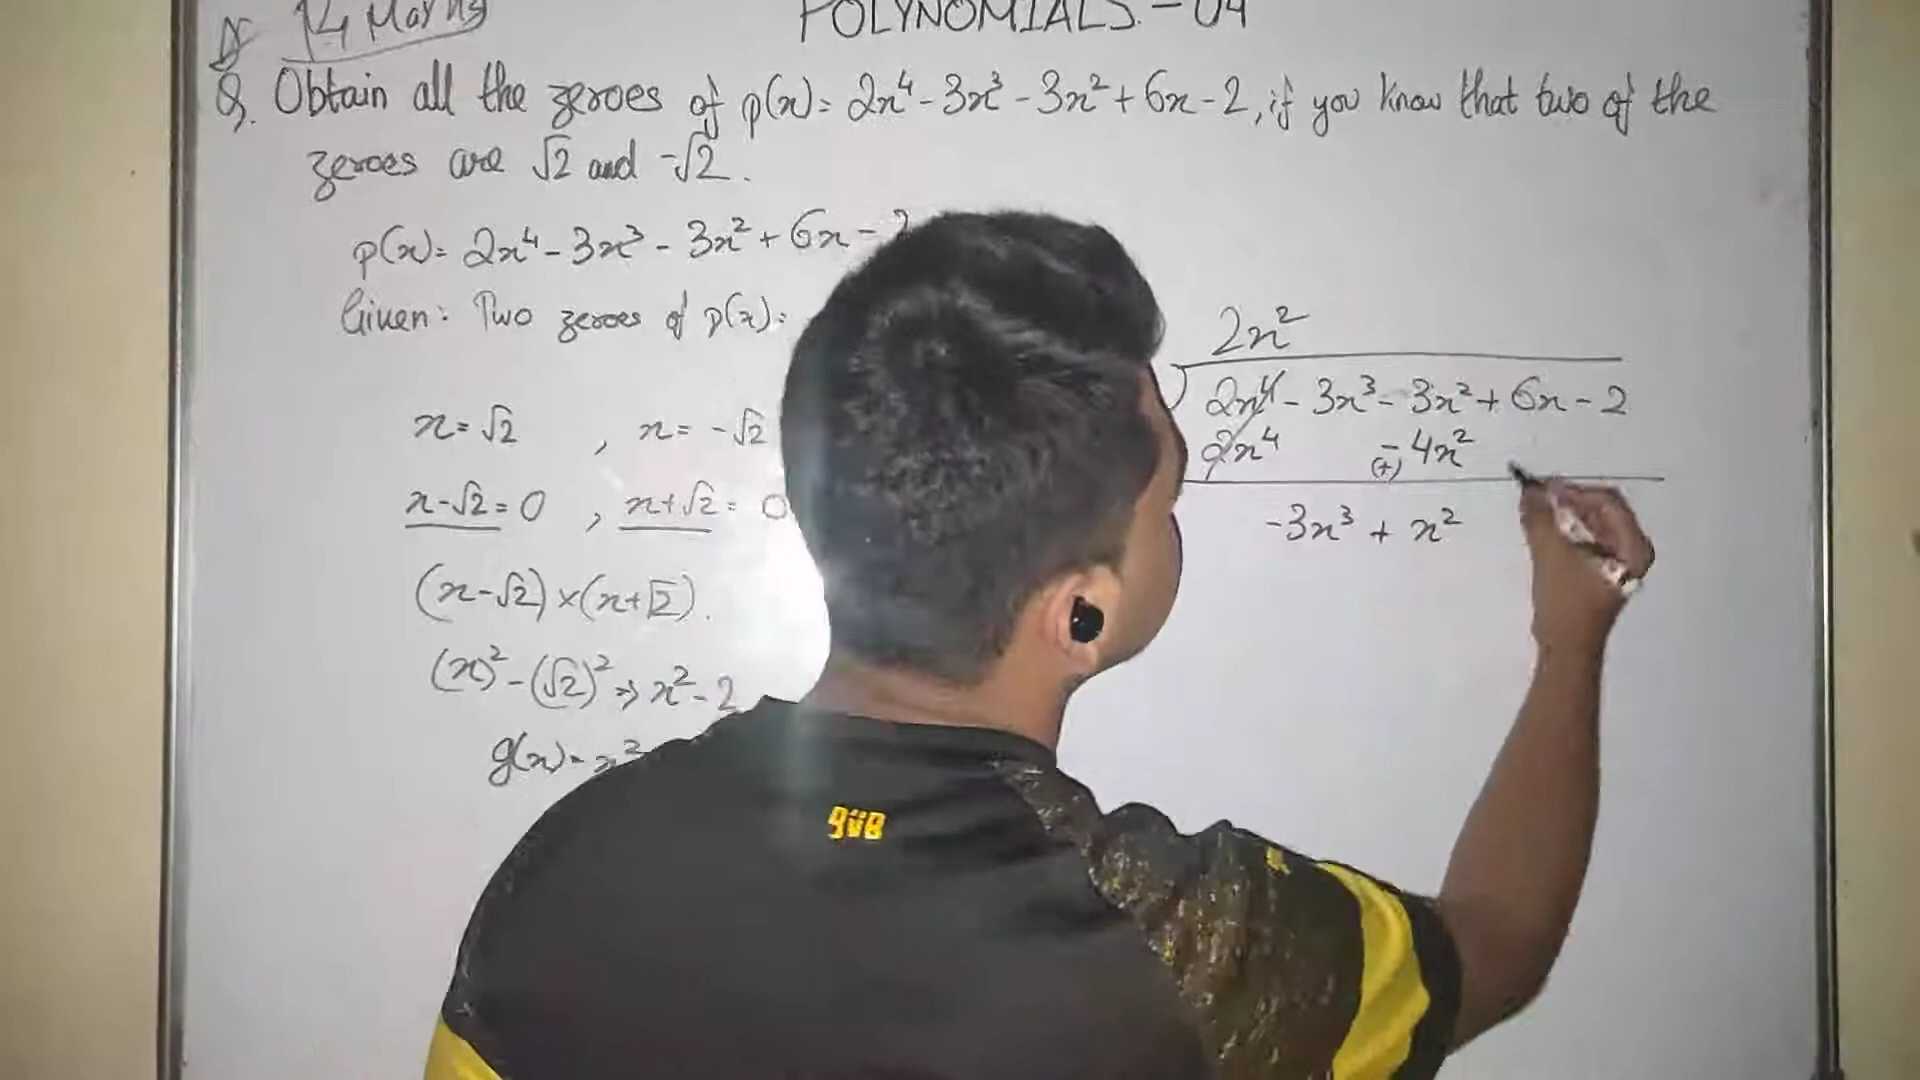 14 Marks
POLYNOMIALS - 04
Q. Obtain all the zeroes of p(x) = 2x⁴ - 3x³ - 3x² + 6x - 2, if you know that two of the
zeroes are √2 and -√2.
p(x) = 2x⁴ - 3x³ - 3x² + 6x - 2
Given: Two zeroes of p(x):
x = √2 , x = -√2
x - √2 = 0 , x + √2 = 0
(x - √2) × (x + √2).
(x)² - (√2)² ⇒ x² - 2
g(x) = x²
2x²
2x⁴ - 3x³ - 3x² + 6x - 2
2x⁴ - 4x²
(+)
-3x³ + x²